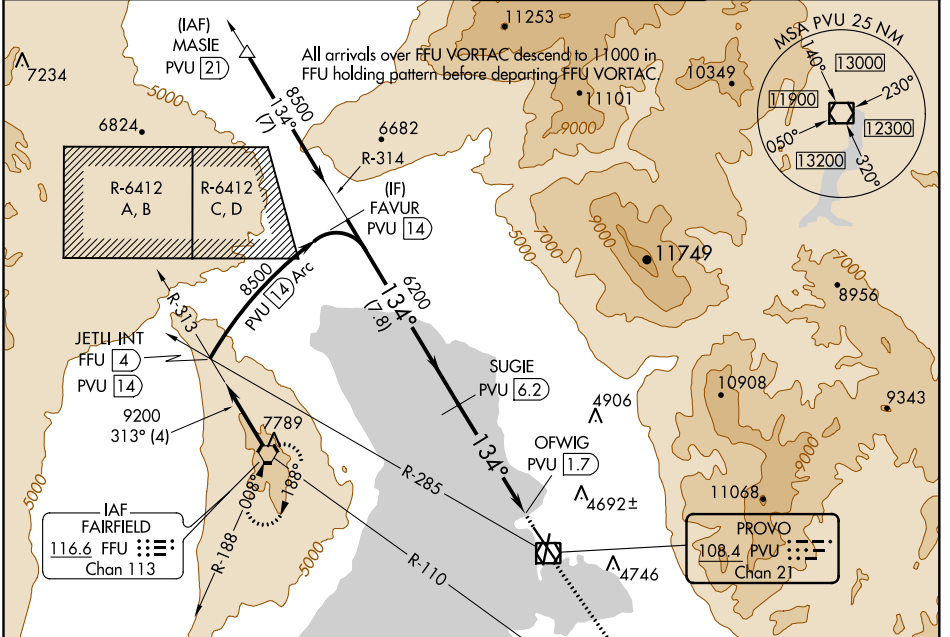 (IAF)
MASIE
PVU 21
All arrivals over FFU VORTAC descend to 11000 in
FFU holding pattern before departing FFU VORTAC.
11253
7234
5000
6824
8500
134°
(7)
6682
R-314
11101
9000
10349
MSA PVU 25 NM
140°
13000
230°
11900
12300
050°
13200
320°
5000
R-6412
A, B
R-6412
C, D
(IF)
FAVUR
PVU 14
8500
PVU 14 Arc
6200
134°
(7.8)
7000
5000
9000
11749
7000
8956
R-313
JETLI INT
FFU 4
PVU 14
9200
313° (4)
7789
SUGIE
PVU 6.2
4906
10908
9343
134°
OFWIG
PVU 1.7
R-285
4692±
9000
11068
5000
R-188
008°
188°
IAF
FAIRFIELD
116.6 FFU
Chan 113
5000
R-110
4746
PROVO
108.4 PVU
Chan 21
5000